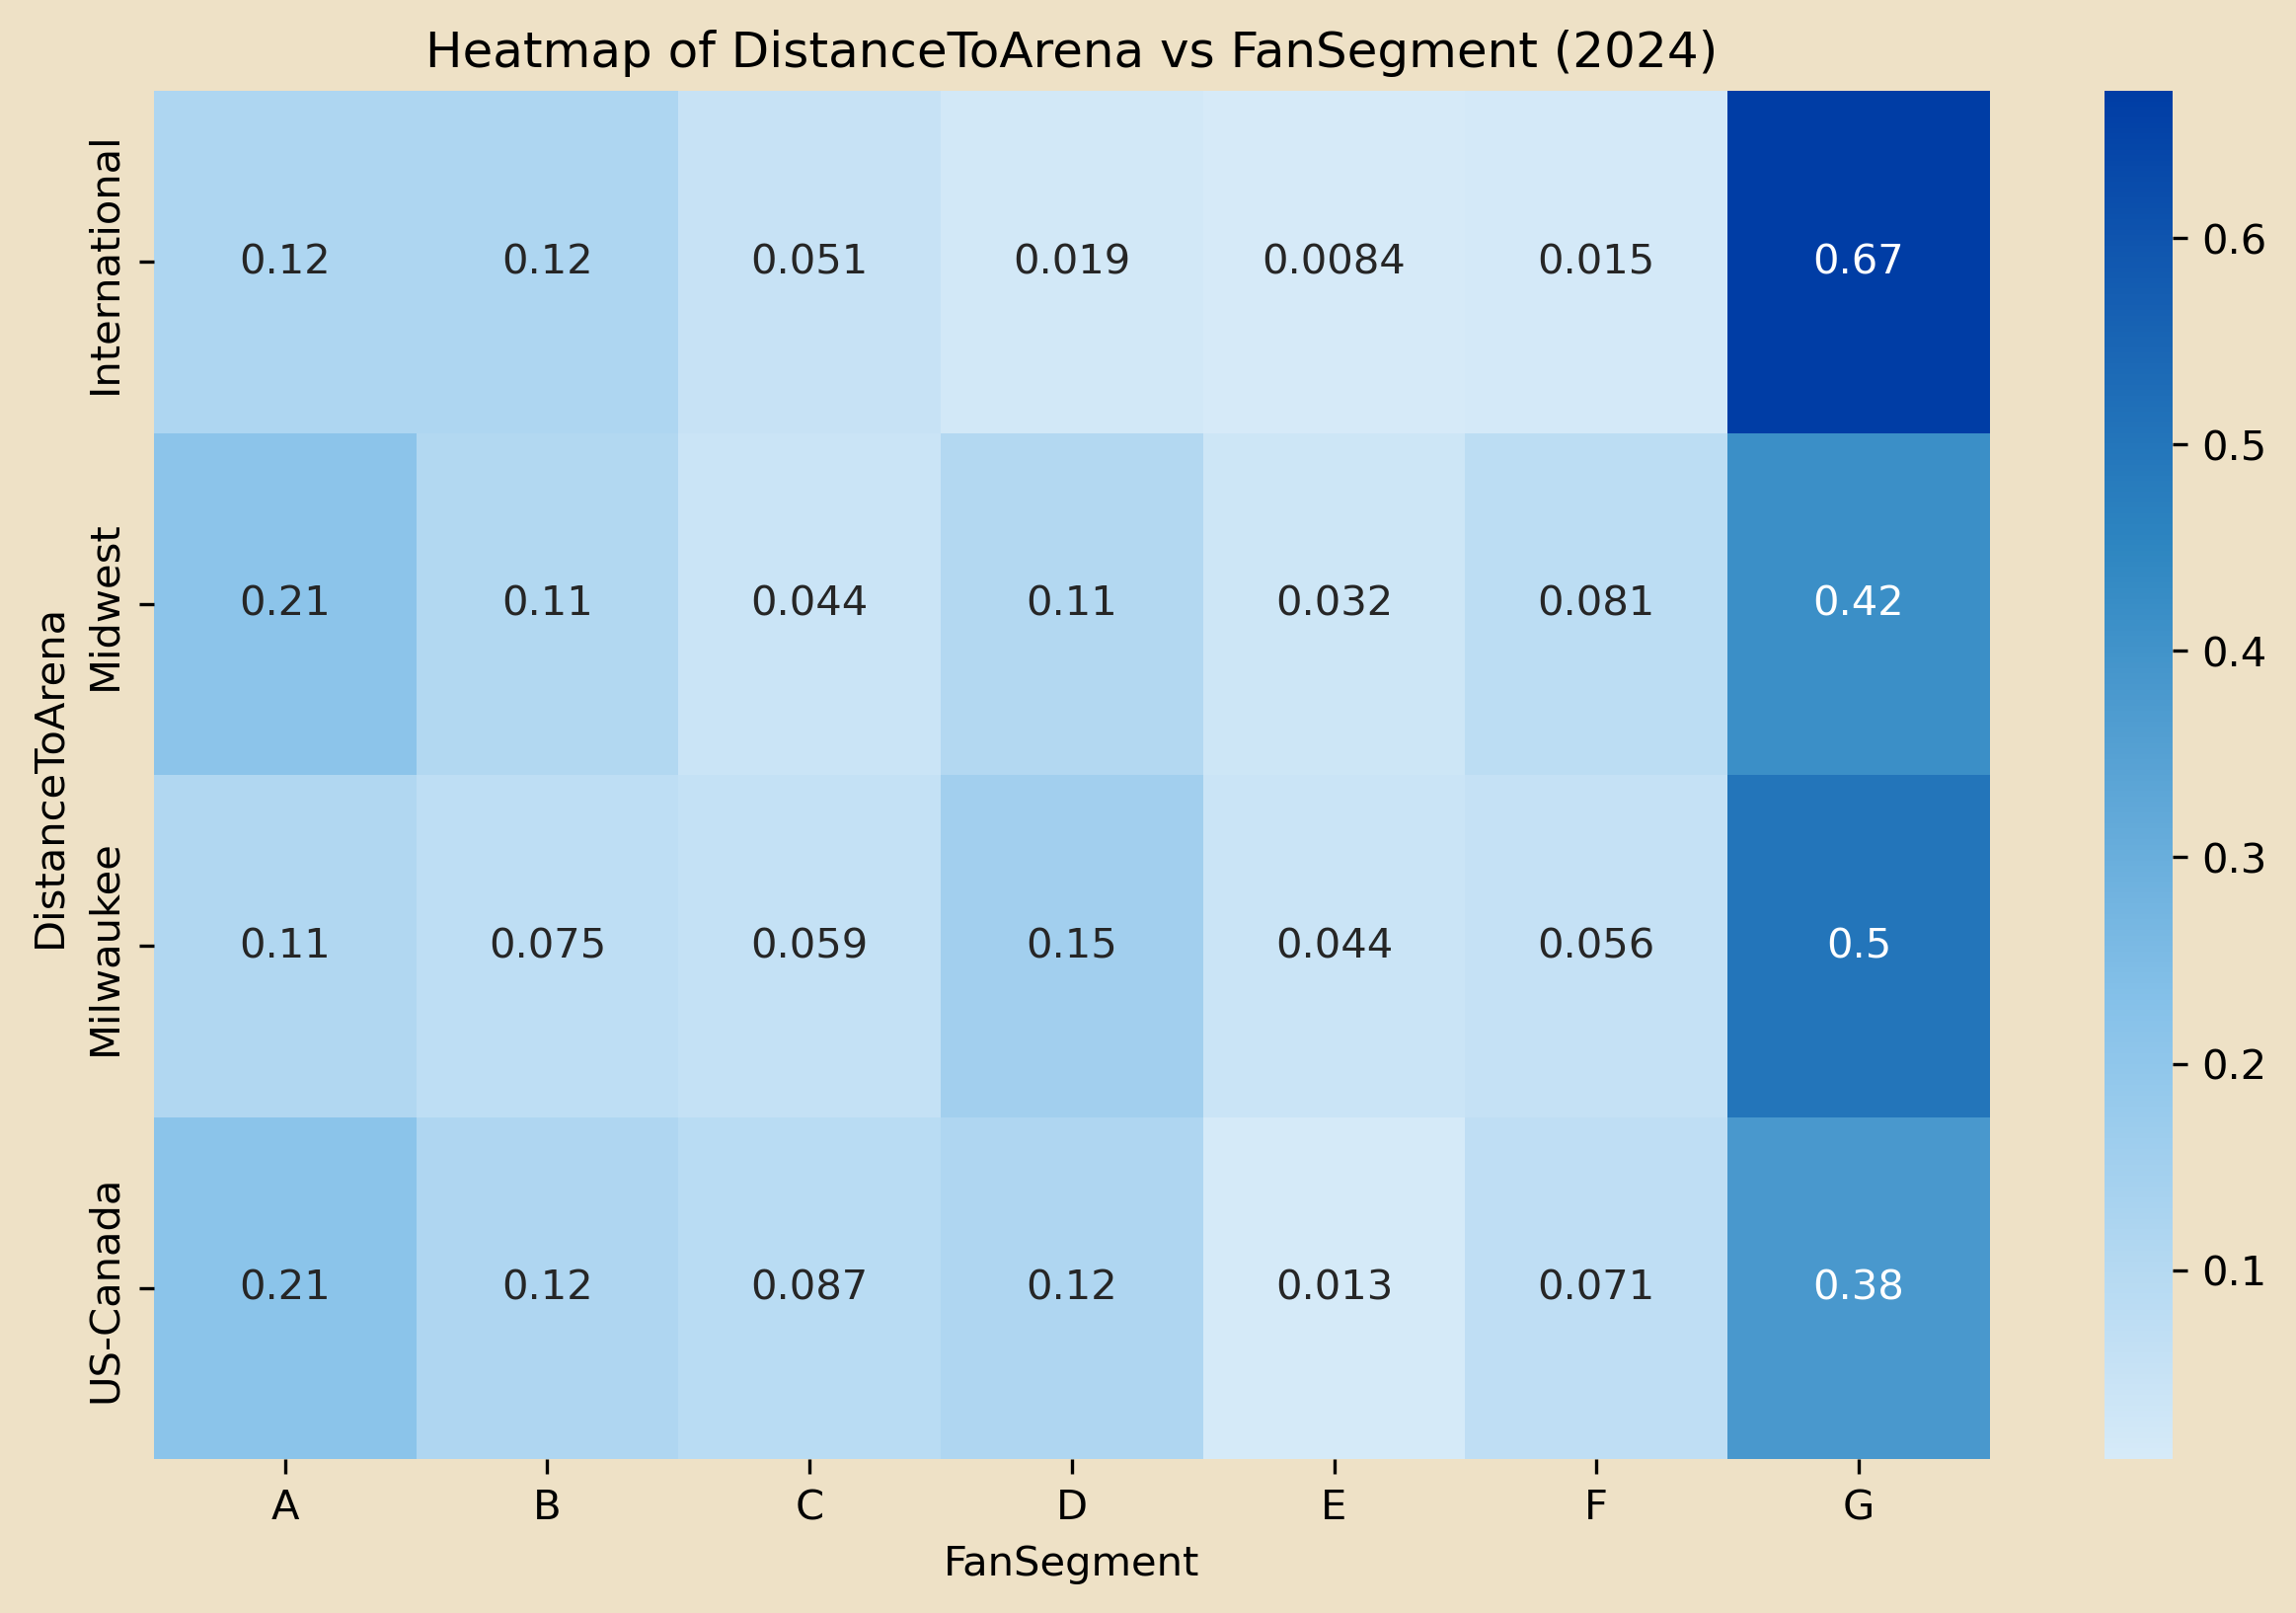 Heatmap of DistanceToArena vs FanSegment (2024)
DistanceToArena
International
0.12 0.12 0.051 0.019 0.0084 0.015 0.67
Midwest
0.21 0.11 0.044 0.11 0.032 0.081 0.42
Milwaukee
0.11 0.075 0.059 0.15 0.044 0.056 0.5
US-Canada
0.21 0.12 0.087 0.12 0.013 0.071 0.38
A B C D E F G
FanSegment
0.6
0.5
0.4
0.3
0.2
0.1